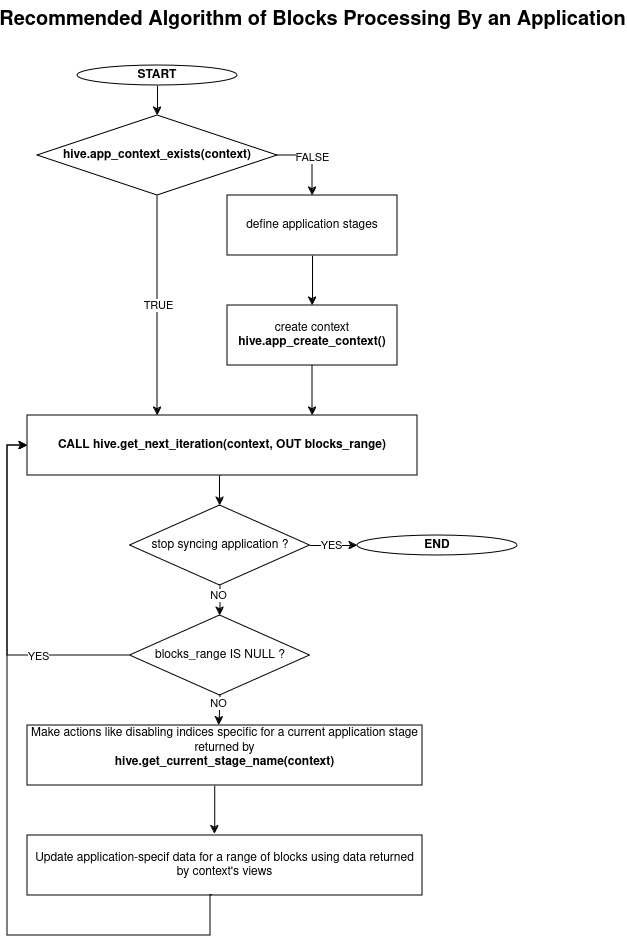 Recommended Algorithm of Blocks Processing By an Application
START
hive.app_context_exists(context)
FALSE
define application stages
TRUE
create context
hive.app_create_context()
CALL hive.get_next_iteration(context, OUT blocks_range)
stop syncing application ?
YES
END
NO
blocks_range IS NULL ?
YES
NO
Make actions like disabling indices specific for a current application stage
returned by
hive.get_current_stage_name(context)
Update application-specif data for a range of blocks using data returned
by context's views